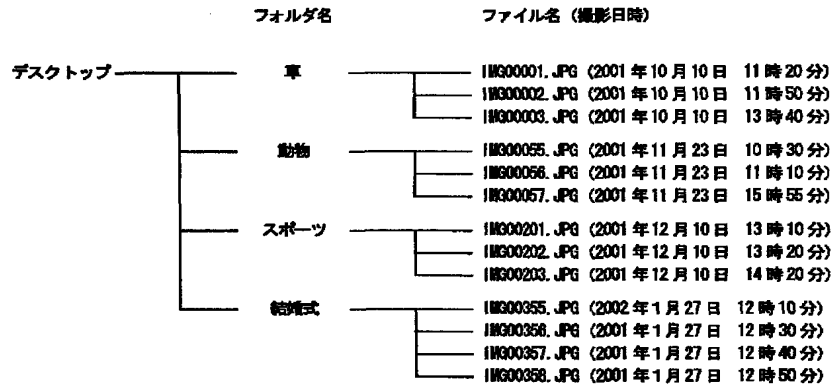 フォルダ名 ファイル名（撮影日時）
デスクトップ 車 IMG00001.JPG（2001年10月10日 11時20分）
IMG00002.JPG（2001年10月10日 11時50分）
IMG00003.JPG（2001年10月10日 13時40分）
動物 IMG00055.JPG（2001年11月23日 10時30分）
IMG00056.JPG（2001年11月23日 11時10分）
IMG00057.JPG（2001年11月23日 15時55分）
スポーツ IMG00201.JPG（2001年12月10日 13時10分）
IMG00202.JPG（2001年12月10日 13時20分）
IMG00203.JPG（2001年12月10日 14時20分）
結婚式 IMG00355.JPG（2002年1月27日 12時10分）
IMG00356.JPG（2001年1月27日 12時30分）
IMG00357.JPG（2001年1月27日 12時40分）
IMG00358.JPG（2001年1月27日 12時50分）